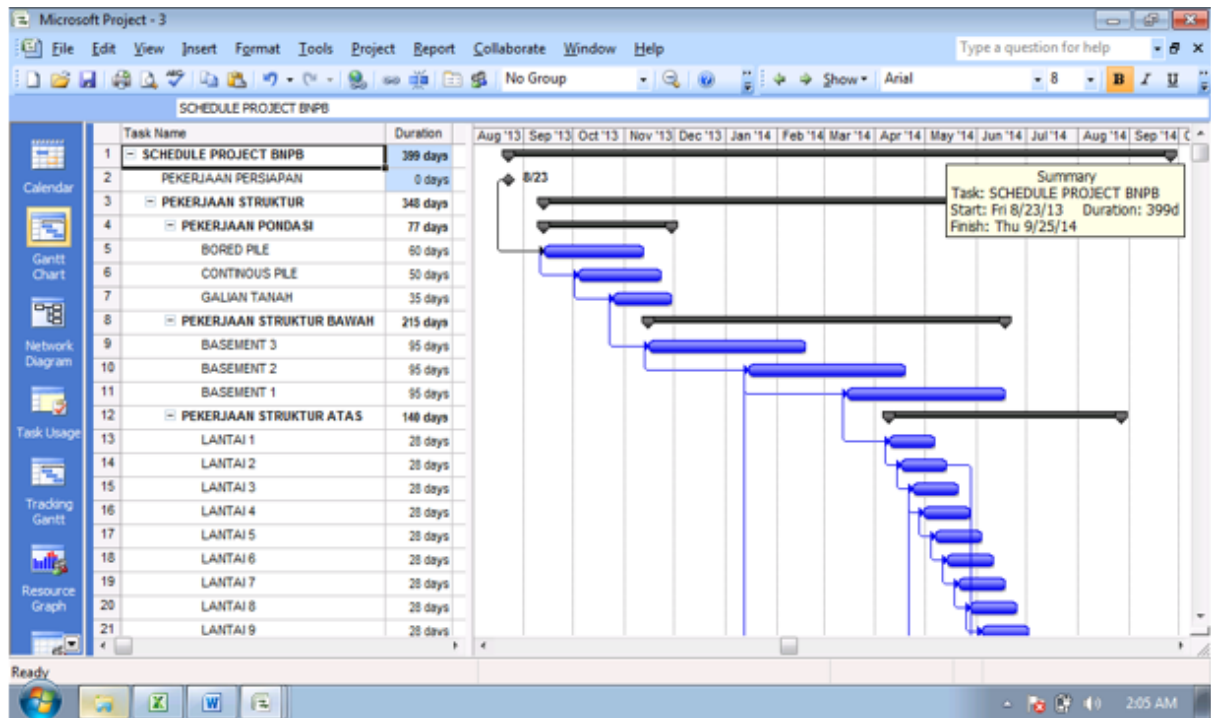 Microsoft Project - 3
File Edit View Insert Format Tools Project Report Collaborate Window Help Type a question for help
No Group Show Arial 8 B I U
SCHEDULE PROJECT BNPB
Task Name Duration Aug '13 Sep '13 Oct '13 Nov '13 Dec '13 Jan '14 Feb '14 Mar '14 Apr '14 May '14 Jun '14 Jul '14 Aug '14 Sep '14
1 SCHEDULE PROJECT BNPB 399 days
2 PEKERJAAN PERSIAPAN 0 days 8/23
3 PEKERJAAN STRUKTUR 348 days
4 PEKERJAAN PONDASI 77 days
5 BORED PILE 60 days
6 CONTINOUS PILE 50 days
7 GALIAN TANAH 35 days
8 PEKERJAAN STRUKTUR BAWAH 215 days
9 BASEMENT 3 95 days
10 BASEMENT 2 95 days
11 BASEMENT 1 95 days
12 PEKERJAAN STRUKTUR ATAS 140 days
13 LANTAI 1 28 days
14 LANTAI 2 28 days
15 LANTAI 3 28 days
16 LANTAI 4 28 days
17 LANTAI 5 28 days
18 LANTAI 6 28 days
19 LANTAI 7 28 days
20 LANTAI 8 28 days
21 LANTAI 9 28 days
Summary
Task: SCHEDULE PROJECT BNPB
Start: Fri 8/23/13 Duration: 399d
Finish: Thu 9/25/14
Calendar
Gantt
Chart
Network
Diagram
Task Usage
Tracking
Gantt
Resource
Graph
Ready
2:05 AM